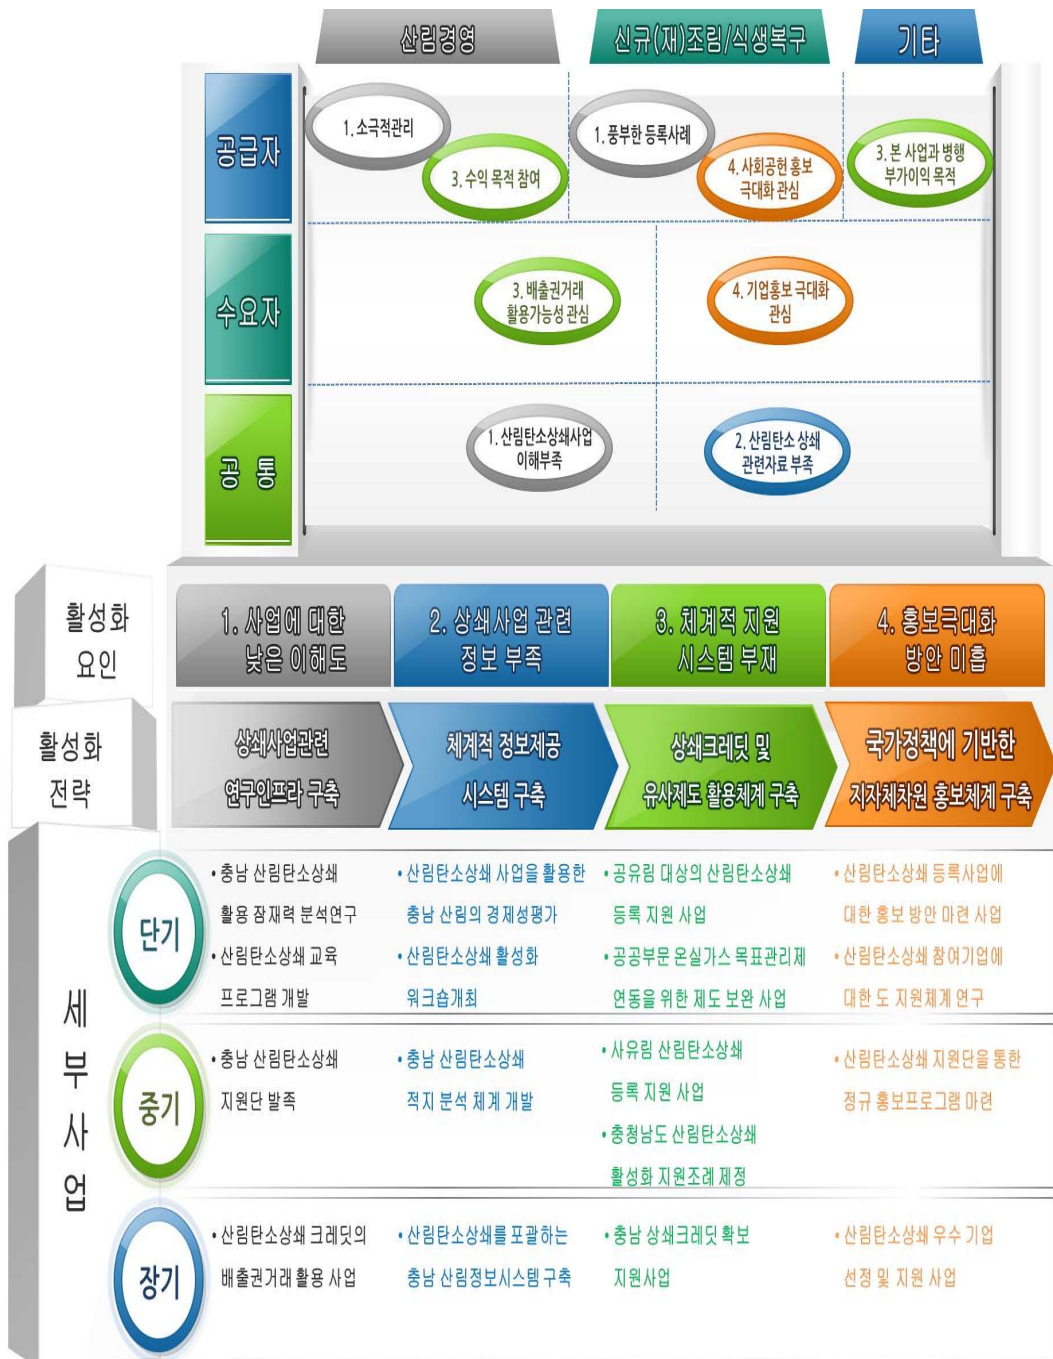 산림경영
신규(재)조림/식생복구
기타
공급자
1. 소극적관리
3. 수익 목적 참여
1. 풍부한 등록사례
4. 사회공헌 홍보
극대화 관심
3. 본 사업과 병행
부가이익 목적
수요자
3. 배출권거래
활용가능성 관심
4. 기업홍보 극대화
관심
공 통
1. 산림탄소상쇄사업
이해부족
2. 산림탄소 상쇄
관련자료 부족
활성화
요인
1. 사업에 대한
낮은 이해도
2. 상쇄사업 관련
정보 부족
3. 체계적 지원
시스템 부재
4. 홍보극대화
방안 미흡
활성화
전략
상쇄사업관련
연구인프라 구축
체계적 정보제공
시스템 구축
상쇄크레딧 및
유사제도 활용체계 구축
국가정책에 기반한
지자체차원 홍보체계 구축
세
부
사
업
단기
• 충남 산림탄소상쇄
활용 잠재력 분석연구
• 산림탄소상쇄 교육
프로그램 개발
• 산림탄소상쇄 사업을 활용한
충남 산림의 경제성평가
• 산림탄소상쇄 활성화
워크숍개최
• 공유림 대상의 산림탄소상쇄
등록 지원 사업
• 공공부문 온실가스 목표관리제
연동을 위한 제도 보완 사업
• 산림탄소상쇄 등록사업에
대한 홍보 방안 마련 사업
• 산림탄소상쇄 참여기업에
대한 도 지원체계 연구
중기
• 충남 산림탄소상쇄
지원단 발족
• 충남 산림탄소상쇄
적지 분석 체계 개발
• 사유림 산림탄소상쇄
등록 지원 사업
• 충청남도 산림탄소상쇄
활성화 지원조례 제정
• 산림탄소상쇄 지원단을 통한
정규 홍보프로그램 마련
장기
• 산림탄소상쇄 크레딧의
배출권거래 활용 사업
• 산림탄소상쇄를 포괄하는
충남 산림정보시스템 구축
• 충남 상쇄크레딧 확보
지원사업
• 산림탄소상쇄 우수 기업
선정 및 지원 사업